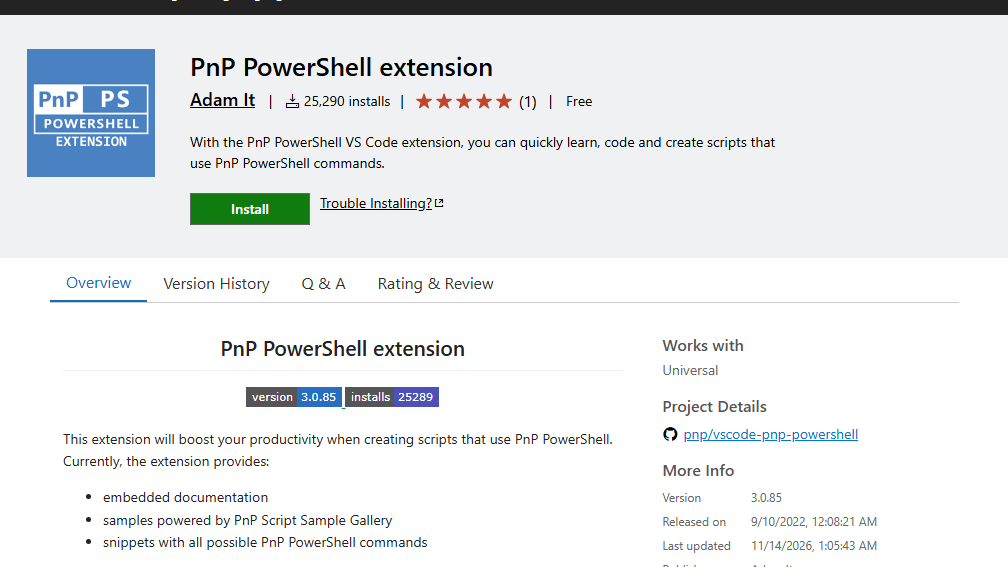 PnP PS
POWERSHELL
EXTENSION
PnP PowerShell extension
Adam It | 25,290 installs | (1) | Free
With the PnP PowerShell VS Code extension, you can quickly learn, code and create scripts that
use PnP PowerShell commands.
Install Trouble Installing?
Overview Version History Q & A Rating & Review
PnP PowerShell extension
version 3.0.85 installs 25289
This extension will boost your productivity when creating scripts that use PnP PowerShell.
Currently, the extension provides:
• embedded documentation
• samples powered by PnP Script Sample Gallery
• snippets with all possible PnP PowerShell commands
Works with
Universal
Project Details
pnp/vscode-pnp-powershell
More Info
Version 3.0.85
Released on 9/10/2022, 12:08:21 AM
Last updated 11/14/2026, 1:05:43 AM